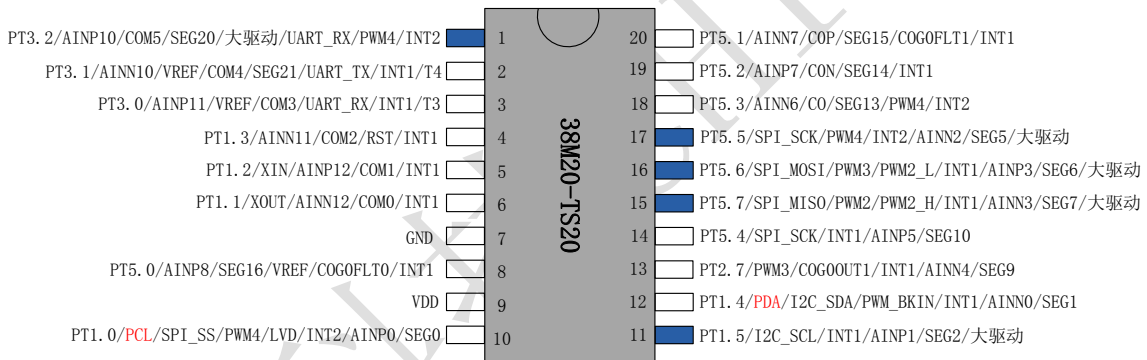 PT3.2/AINP10/COM5/SEG20/大驱动/UART_RX/PWM4/INT2 1
PT3.1/AINN10/VREF/COM4/SEG21/UART_TX/INT1/T4 2
PT3.0/AINP11/VREF/COM3/UART_RX/INT1/T3 3
PT1.3/AINN11/COM2/RST/INT1 4
PT1.2/XIN/AINP12/COM1/INT1 5
PT1.1/XOUT/AINN12/COM0/INT1 6
GND 7
PT5.0/AINP8/SEG16/VREF/COG0FLT0/INT1 8
VDD 9
PT1.0/PCL/SPI_SS/PWM4/LVD/INT2/AINP0/SEG0 10
38M20-TS20
20 PT5.1/AINN7/C0P/SEG15/COG0FLT1/INT1
19 PT5.2/AINP7/C0N/SEG14/INT1
18 PT5.3/AINN6/CO/SEG13/PWM4/INT2
17 PT5.5/SPI_SCK/PWM4/INT2/AINN2/SEG5/大驱动
16 PT5.6/SPI_MOSI/PWM3/PWM2_L/INT1/AINP3/SEG6/大驱动
15 PT5.7/SPI_MISO/PWM2/PWM2_H/INT1/AINN3/SEG7/大驱动
14 PT5.4/SPI_SCK/INT1/AINP5/SEG10
13 PT2.7/PWM3/COG0OUT1/INT1/AINN4/SEG9
12 PT1.4/PDA/I2C_SDA/PWM_BKIN/INT1/AINN0/SEG1
11 PT1.5/I2C_SCL/INT1/AINP1/SEG2/大驱动